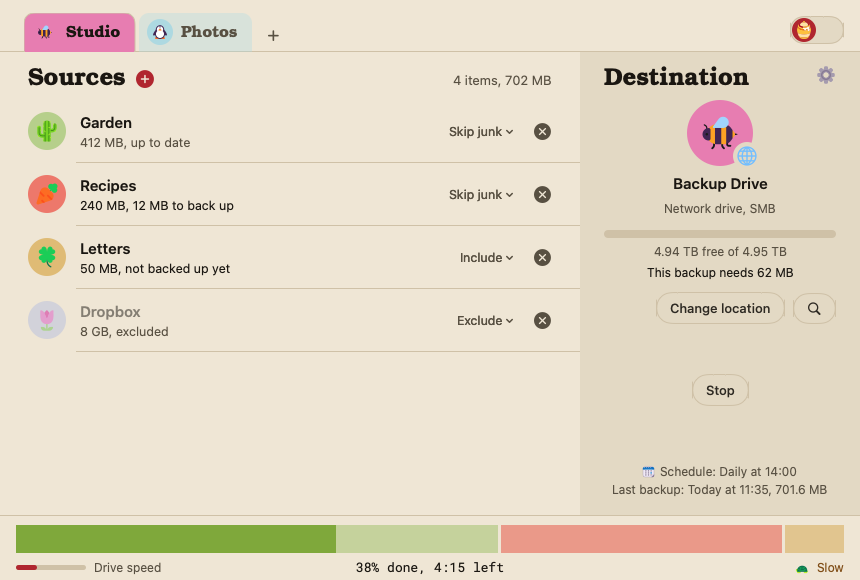 Studio
Photos
+
Sources
4 items, 702 MB
Garden
412 MB, up to date
Skip junk
Recipes
240 MB, 12 MB to back up
Skip junk
Letters
50 MB, not backed up yet
Include
Dropbox
8 GB, excluded
Exclude
Destination
Backup Drive
Network drive, SMB
4.94 TB free of 4.95 TB
This backup needs 62 MB
Change location
Stop
Schedule: Daily at 14:00
Last backup: Today at 11:35, 701.6 MB
Drive speed
38% done, 4:15 left
Slow